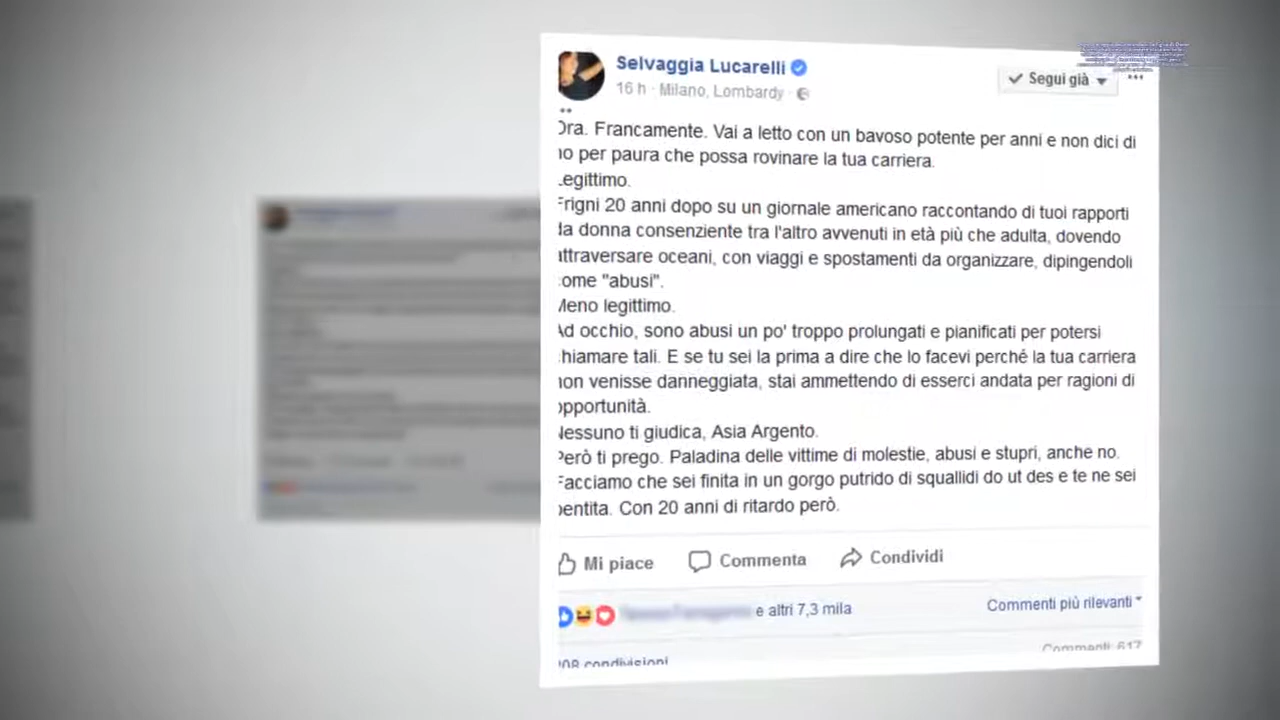 Selvaggia Lucarelli
16 h · Milano, Lombardy
Segui già
Ora. Francamente. Vai a letto con un bavoso potente per anni e non dici di
no per paura che possa rovinare la tua carriera.
Legittimo.
Frigni 20 anni dopo su un giornale americano raccontando di tuoi rapporti
da donna consenziente tra l'altro avvenuti in età più che adulta, dovendo
attraversare oceani, con viaggi e spostamenti da organizzare, dipingendoli
come "abusi".
Meno legittimo.
Ad occhio, sono abusi un po' troppo prolungati e pianificati per potersi
chiamare tali. E se tu sei la prima a dire che lo facevi perché la tua carriera
non venisse danneggiata, stai ammettendo di esserci andata per ragioni di
opportunità.
Nessuno ti giudica, Asia Argento.
Però ti prego. Paladina delle vittime di molestie, abusi e stupri, anche no.
Facciamo che sei finita in un gorgo putrido di squallidi do ut des e te ne sei
pentita. Con 20 anni di ritardo però.
Mi piace Commenta Condividi
e altri 7,3 mila
Commenti più rilevanti
Commenti: 617
condivisioni